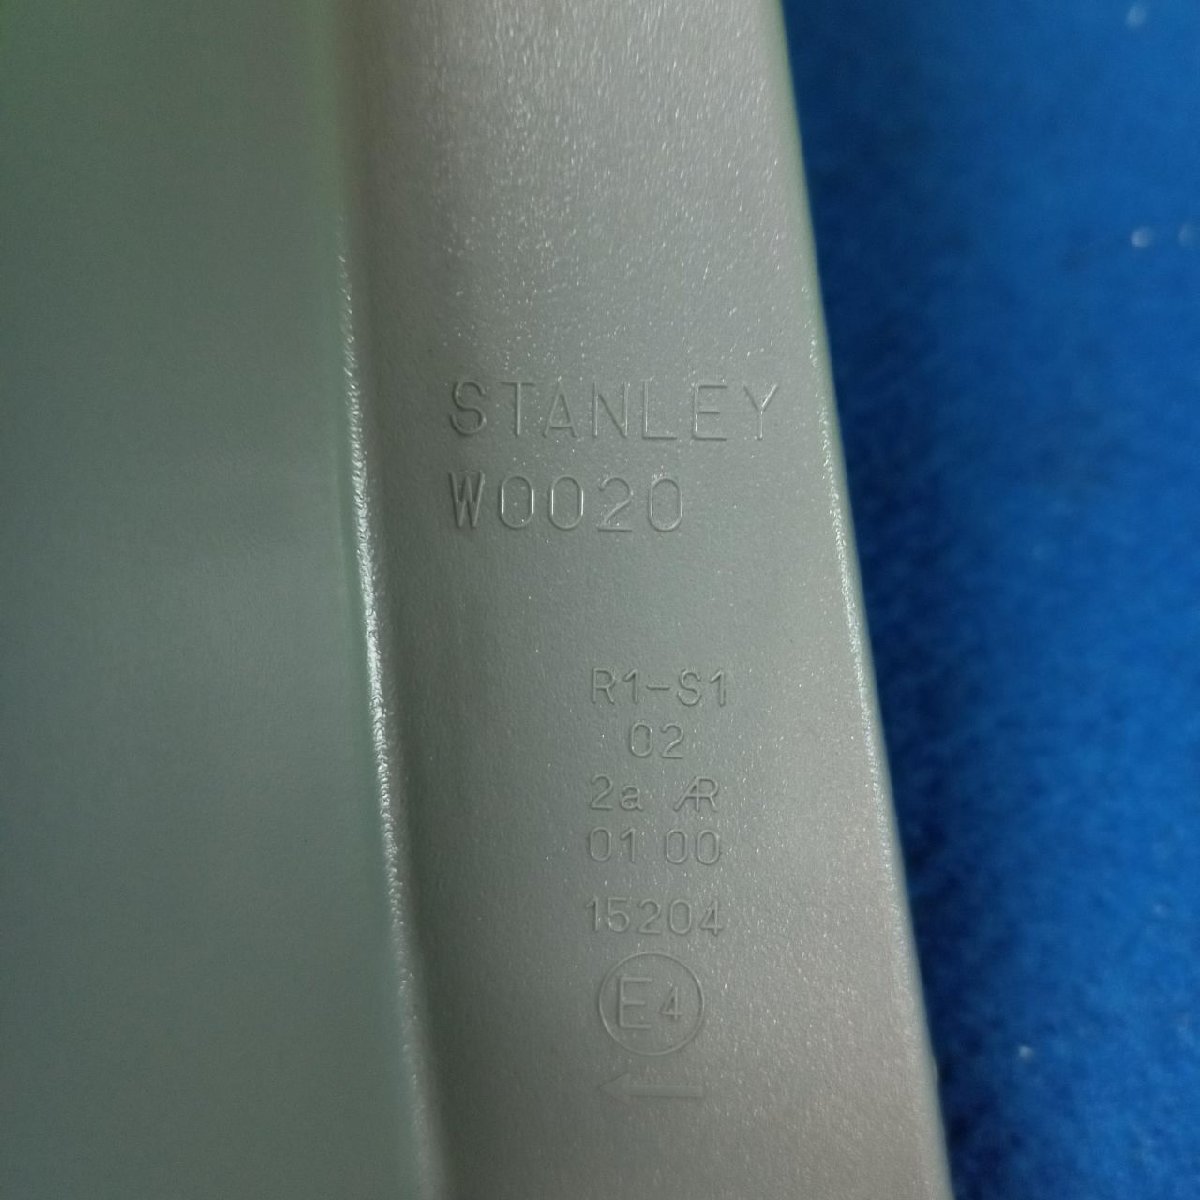 STANLEY
W0020
R1-S1
02
2a AR
01 00
15204
E4